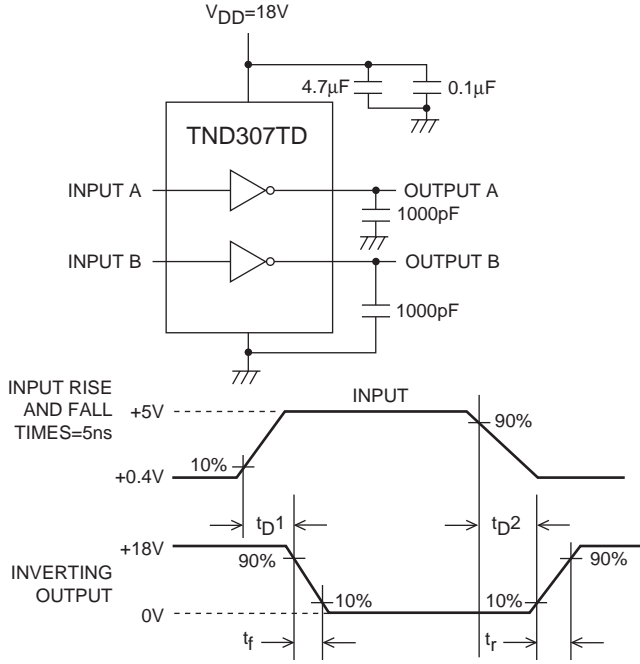 VDD=18V
4.7μF
0.1μF
TND307TD
INPUT A
OUTPUT A
1000pF
INPUT B
OUTPUT B
1000pF
INPUT RISE
AND FALL
TIMES=5ns
+5V
INPUT
90%
10%
+0.4V
tD1
tD2
+18V
90%
90%
INVERTING
OUTPUT
10%
10%
0V
tf
tr